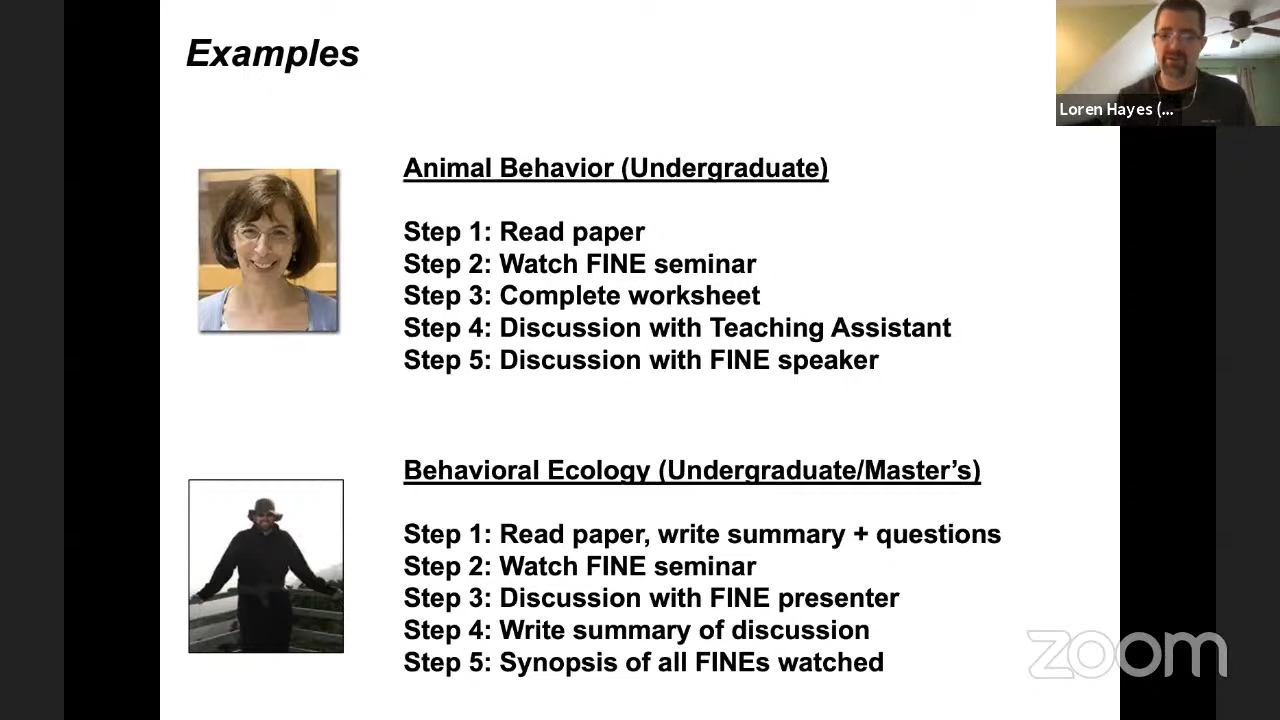 Examples
Loren Hayes (...
Animal Behavior (Undergraduate)
Step 1: Read paper
Step 2: Watch FINE seminar
Step 3: Complete worksheet
Step 4: Discussion with Teaching Assistant
Step 5: Discussion with FINE speaker
Behavioral Ecology (Undergraduate/Master’s)
Step 1: Read paper, write summary + questions
Step 2: Watch FINE seminar
Step 3: Discussion with FINE presenter
Step 4: Write summary of discussion
Step 5: Synopsis of all FINEs watched
zoom